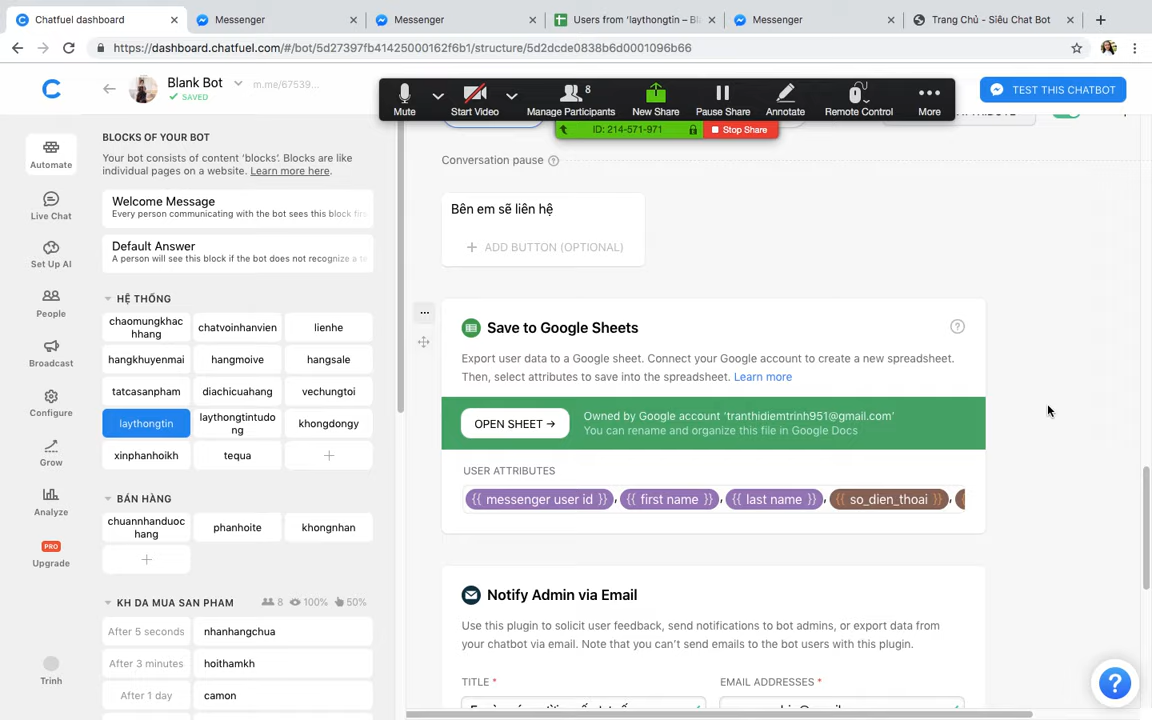 Chatfuel dashboard
Messenger
Messenger
Users from 'laythongtin – Bl
Messenger
Trang Chủ - Siêu Chat Bot
https://dashboard.chatfuel.com/#/bot/5d27397fb41425000162f6b1/structure/5d2dcde0838b6d0001096b66
Blank Bot
m.me/67539...
SAVED
Mute
Start Video
8
Manage Participants
New Share
Pause Share
Annotate
Remote Control
More
ID: 214-571-971
Stop Share
TEST THIS CHATBOT
Automate
Live Chat
Set Up AI
People
Broadcast
Configure
Grow
Analyze
PRO
Upgrade
Trinh
BLOCKS OF YOUR BOT
Your bot consists of content 'blocks'. Blocks are like
individual pages on a website. Learn more here.
Welcome Message
Every person communicating with the bot sees this block fir
Default Answer
A person will see this block if the bot does not recognize a te
HỆ THỐNG
chaomungkhac
hhang
chatvoinhanvien
lienhe
hangkhuyenmai
hangmoive
hangsale
tatcasanpham
diachicuahang
vechungtoi
laythongtin
laythongtintudo
ng
khongdongy
xinphanhoikh
tequa
BÁN HÀNG
chuannhanduoc
hang
phanhoite
khongnhan
KH DA MUA SAN PHAM
8
100%
50%
After 5 seconds
nhanhangchua
After 3 minutes
hoithamkh
After 1 day
camon
Conversation pause
Bên em sẽ liên hệ
ADD BUTTON (OPTIONAL)
Save to Google Sheets
Export user data to a Google sheet. Connect your Google account to create a new spreadsheet.
Then, select attributes to save into the spreadsheet. Learn more
OPEN SHEET →
Owned by Google account 'tranthidiemtrinh951@gmail.com'
You can rename and organize this file in Google Docs
USER ATTRIBUTES
{{ messenger user id }}, {{ first name }}, {{ last name }}, {{ so_dien_thoai }},
Notify Admin via Email
Use this plugin to solicit user feedback, send notifications to bot admins, or export data from
your chatbot via email. Note that you can't send emails to the bot users with this plugin.
TITLE *
EMAIL ADDRESSES *